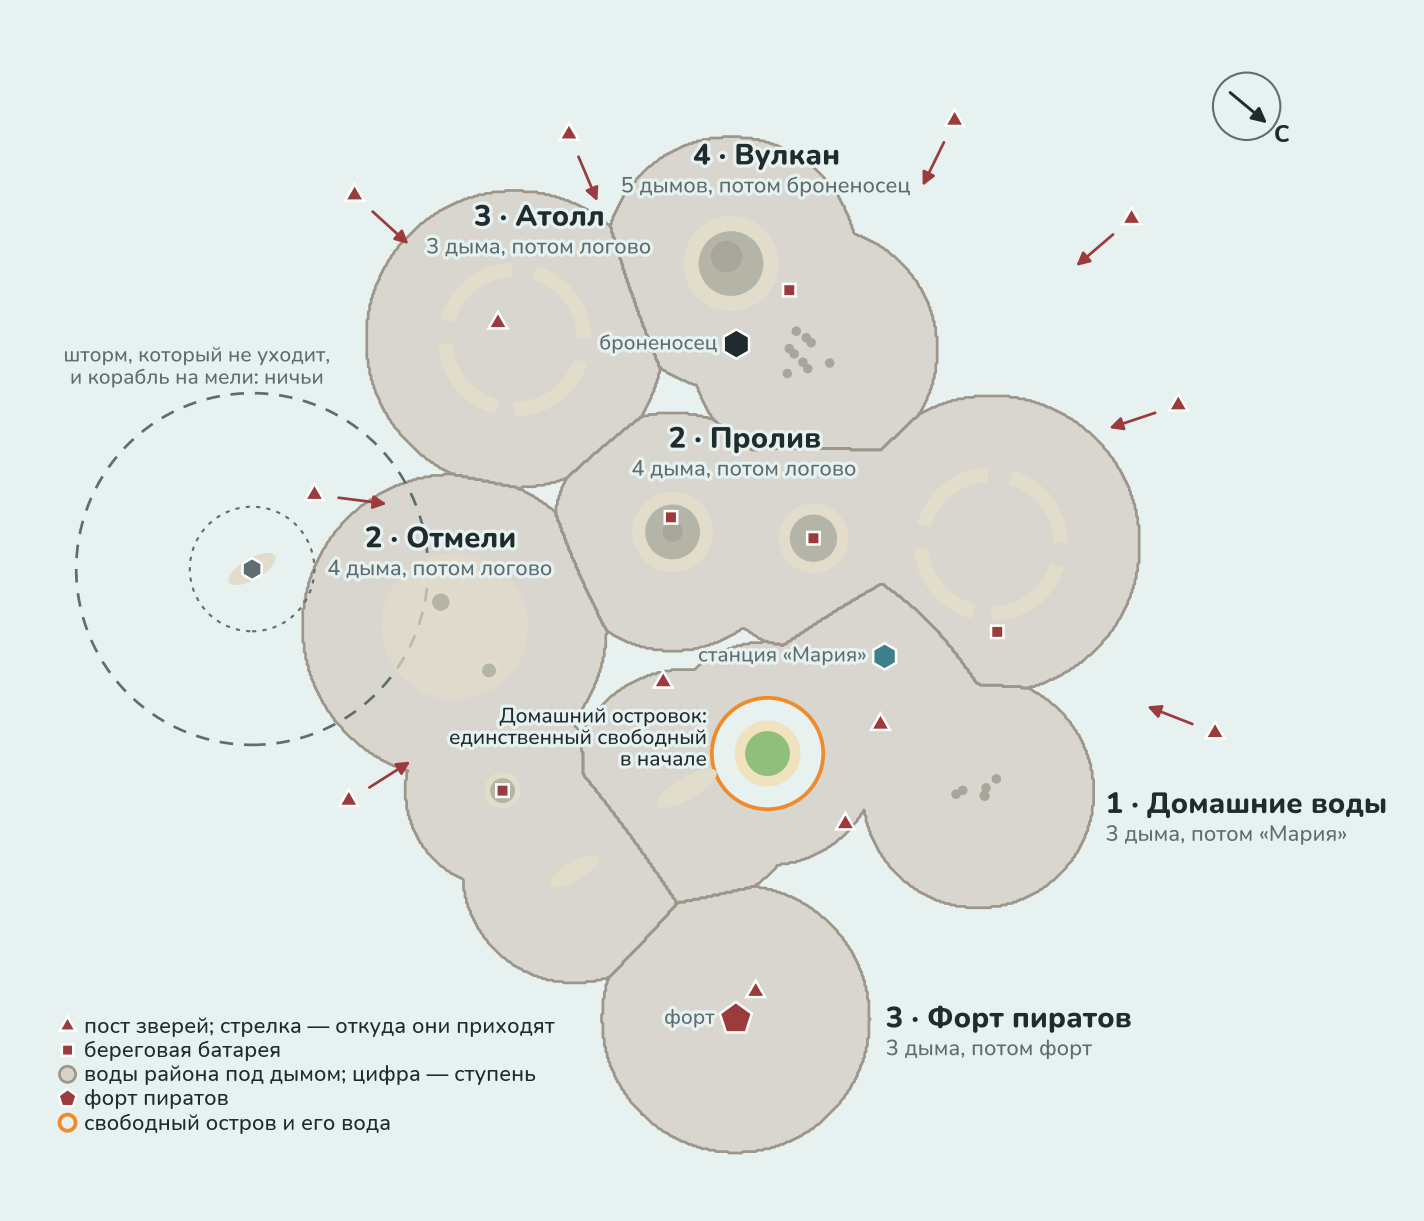 С
4 · Вулкан
5 дымов, потом броненосец
3 · Атолл
3 дыма, потом логово
броненосец
шторм, который не уходит,
и корабль на мели: ничьи
2 · Пролив
4 дыма, потом логово
2 · Отмели
4 дыма, потом логово
станция «Мария»
Домашний островок:
единственный свободный
в начале
1 · Домашние воды
3 дыма, потом «Мария»
форт
3 · Форт пиратов
3 дыма, потом форт
пост зверей; стрелка — откуда они приходят
береговая батарея
воды района под дымом; цифра — ступень
форт пиратов
свободный остров и его вода